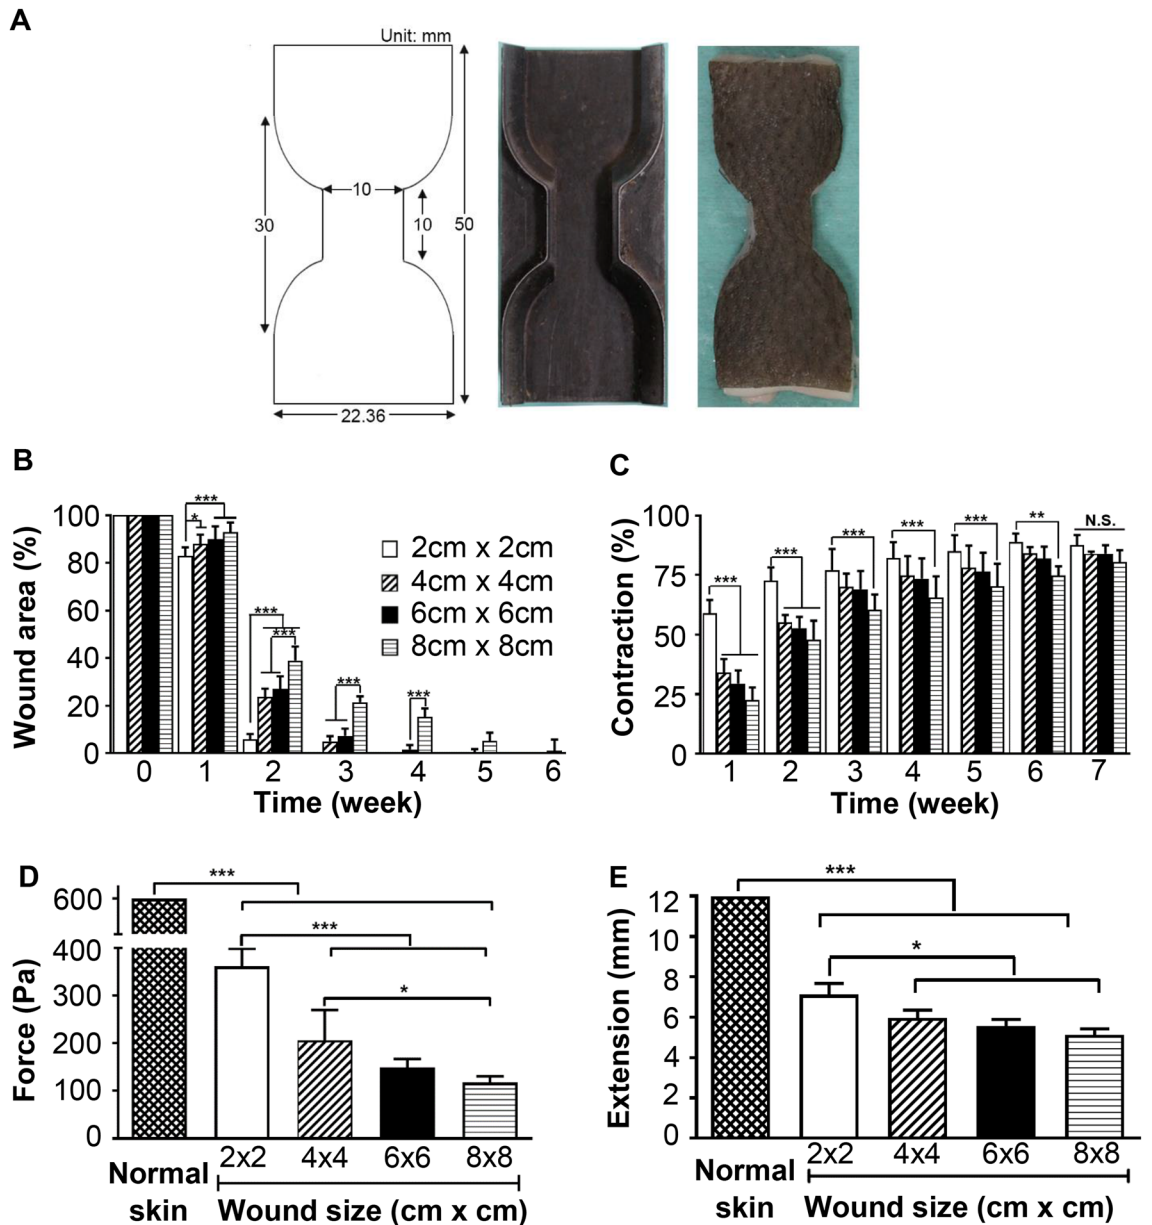 A
Unit: mm
10
30
10
50
22.36
B
Wound area (%)
100
80
60
40
20
0
***
*
***
***
***
***
2cm x 2cm
4cm x 4cm
6cm x 6cm
8cm x 8cm
0 1 2 3 4 5 6
Time (week)
C
Contraction (%)
100
75
50
25
0
***
***
***
***
***
**
N.S.
1 2 3 4 5 6 7
Time (week)
D
Force (Pa)
600
400
300
200
100
0
***
***
*
Normal
skin
2x2 4x4 6x6 8x8
Wound size (cm x cm)
E
Extension (mm)
12
10
8
6
4
2
0
***
*
Normal
skin
2x2 4x4 6x6 8x8
Wound size (cm x cm)